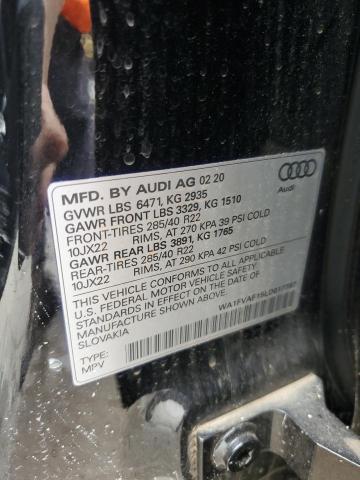 MFD. BY AUDI AG 02 20
GVWR LBS 6471, KG 2935
GAWR FRONT LBS 3329, KG 1510
FRONT-TIRES 285/40 R22
10JX22 RIMS, AT 270 KPA 39 PSI COLD
GAWR REAR LBS 3891, KG 1765
REAR-TIRES 285/40 R22
10JX22 RIMS, AT 290 KPA 42 PSI COLD
THIS VEHICLE CONFORMS TO ALL APPLICABLE
U.S. FEDERAL MOTOR VEHICLE SAFETY
STANDARDS IN EFFECT ON THE DATE OF
MANUFACTURE SHOWN ABOVE.
SLOVAKIA
TYPE:
MPV
Audi